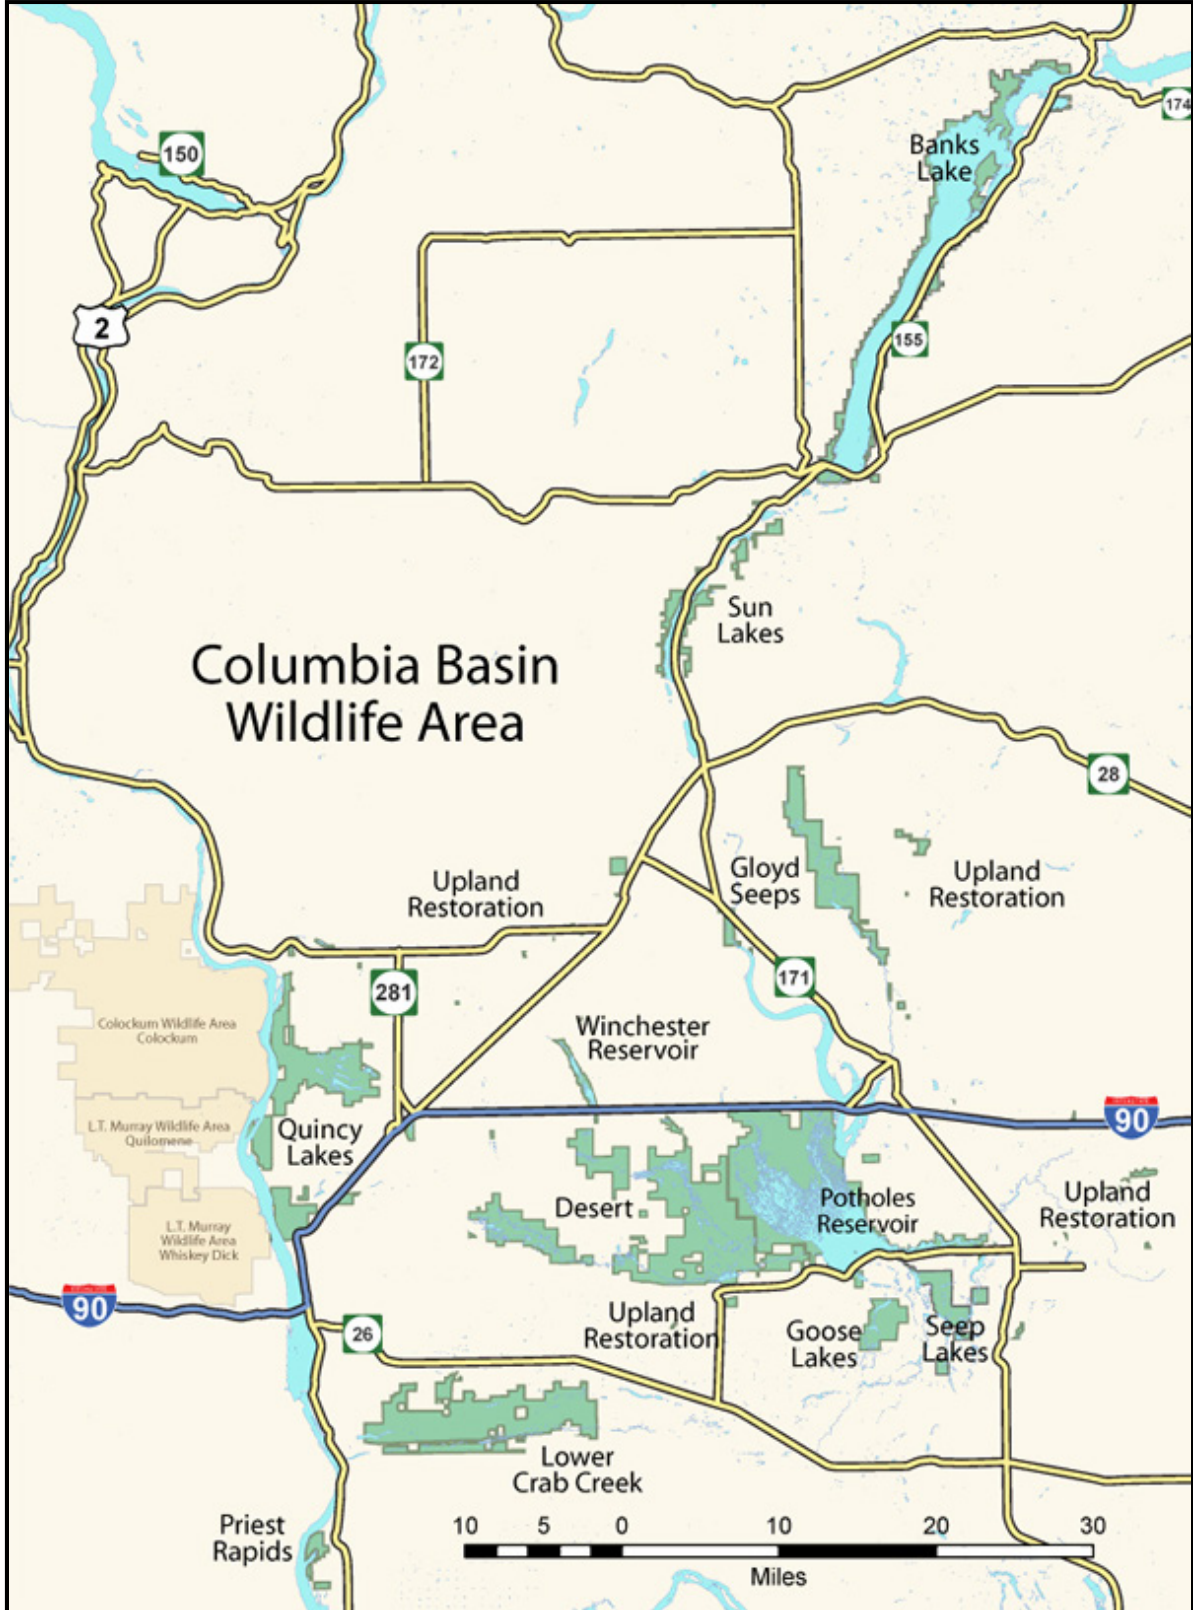 174
150
Banks
Lake
2
155
172
Sun
Lakes
Columbia Basin
Wildlife Area
28
Upland
Restoration
Gloyd
Seeps
Upland
Restoration
281
171
Colockum Wildlife Area
Colockum
Winchester
Reservoir
L.T. Murray Wildlife Area
Quilomene
Quincy
Lakes
90
Desert
Potholes
Reservoir
Upland
Restoration
L.T. Murray
Wildlife Area
Whiskey Dick
90
26
Upland
Restoration
Goose
Lakes
Seep
Lakes
Lower
Crab Creek
Priest
Rapids
10 5 0 10 20 30
Miles